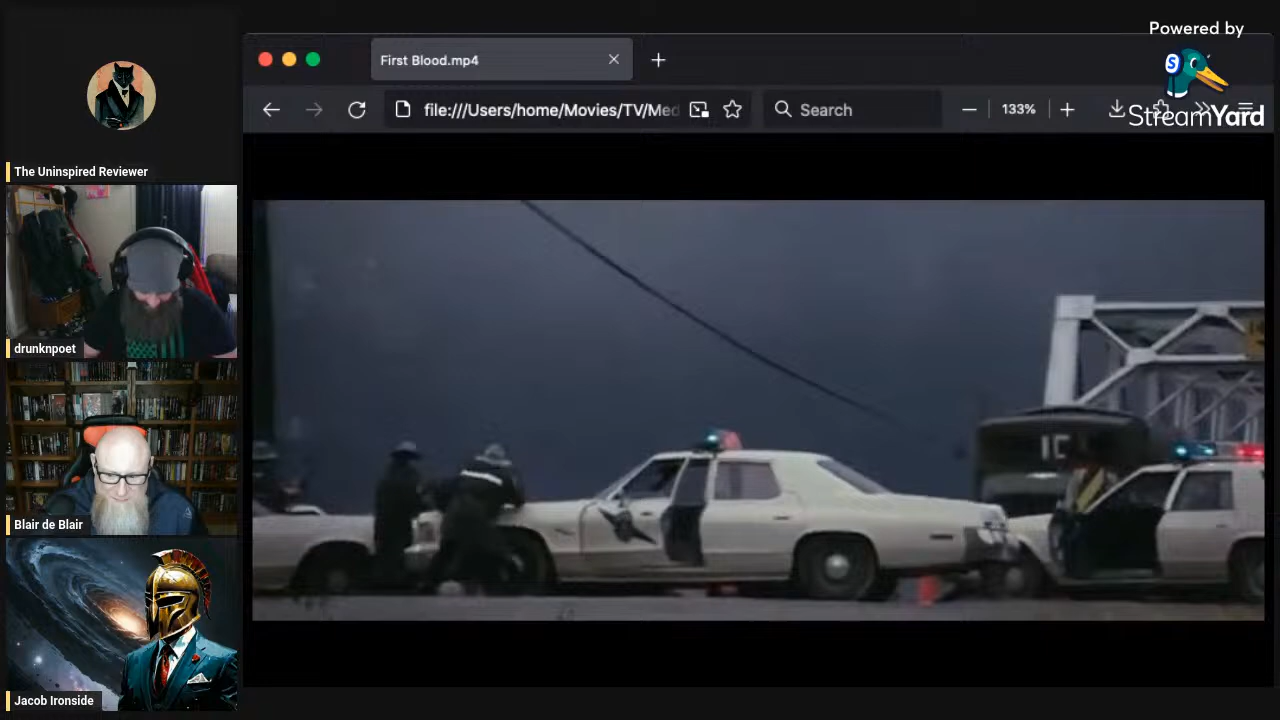 Powered by
StreamYard
S
First Blood.mp4
file:///Users/home/Movies/TV/Med
Search
133%
The Uninspired Reviewer
drunknpoet
Blair de Blair
Jacob Ironside